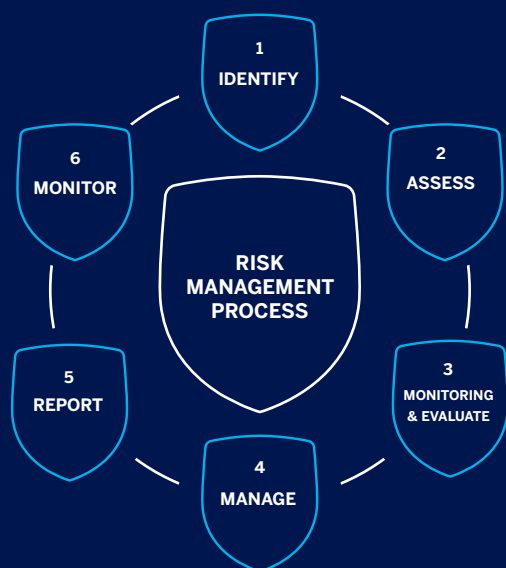 1
IDENTIFY
2
ASSESS
3
MONITORING
& EVALUATE
4
MANAGE
5
REPORT
6
MONITOR
RISK
MANAGEMENT
PROCESS